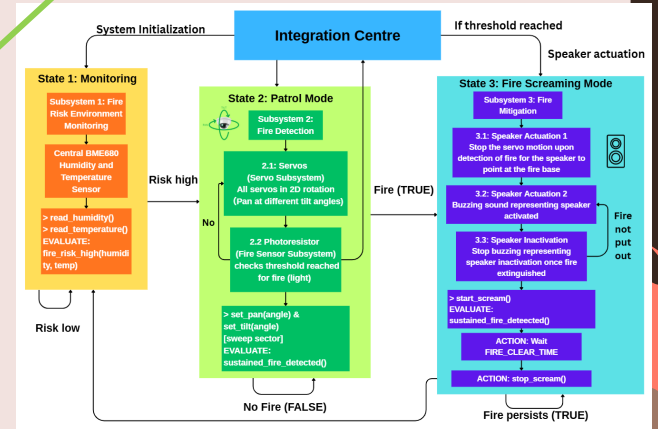 System Initialization
Integration Centre
If threshold reached
Speaker actuation
State 1: Monitoring
Subsystem 1: Fire
Risk Environment
Monitoring
Central BME680
Humidity and
Temperature
Sensor
> read_humidity()
> read_temperature()
EVALUATE:
fire_risk_high(humidi
ty, temp)
Risk low
Risk high
State 2: Patrol Mode
Subsystem 2:
Fire Detection
2.1: Servos
(Servo Subsystem)
All servos in 2D rotation
(Pan at different tilt angles)
No
2.2 Photoresistor
(Fire Sensor Subsystem)
checks threshold reached
for fire (light)
> set_pan(angle) &
set_tilt(angle)
[sweep sector]
EVALUATE:
sustained_fire_detected()
No Fire (FALSE)
Fire (TRUE)
State 3: Fire Screaming Mode
Subsystem 3: Fire
Mitigation
3.1: Speaker Actuation 1
Stop the servo motion upon
detection of fire for the speaker to
point at the fire base
3.2: Speaker Actuation 2
Buzzing sound representing speaker
activated
3.3: Speaker Inactivation
Stop buzzing representing
speaker inactivation once fire
extinguished
Fire
not
put
out
> start_scream()
EVALUATE:
sustained_fire_deteected()
ACTION: Wait
FIRE_CLEAR_TIME
ACTION: stop_scream()
Fire persists (TRUE)